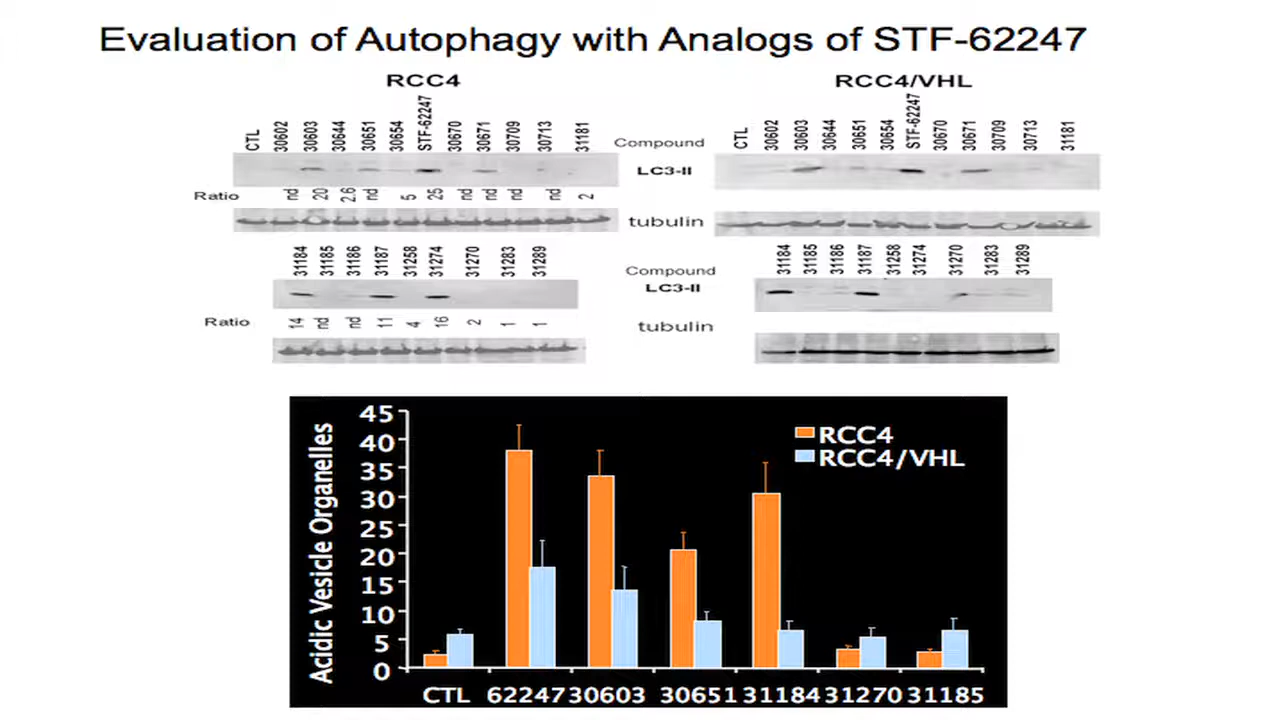 Evaluation of Autophagy with Analogs of STF-62247
RCC4
RCC4/VHL
CTL 30602 30603 30644 30651 30654 STF-62247 30670 30671 30709 30713 31181
Compound
CTL 30602 30603 30644 30651 30654 STF-62247 30670 30671 30709 30713 31181
LC3-II
Ratio nd 20 2.6 nd 5 25 nd nd nd nd 2
tubulin
31184 31185 31186 31187 31258 31274 31270 31283 31289
Compound
31184 31185 31186 31187 31258 31274 31270 31283 31289
LC3-II
Ratio 14 nd nd 11 4 16 2 1 1
tubulin
Acidic Vesicle Organelles
45
40
35
30
25
20
15
10
5
0
RCC4
RCC4/VHL
CTL 62247 30603 30651 31184 31270 31185